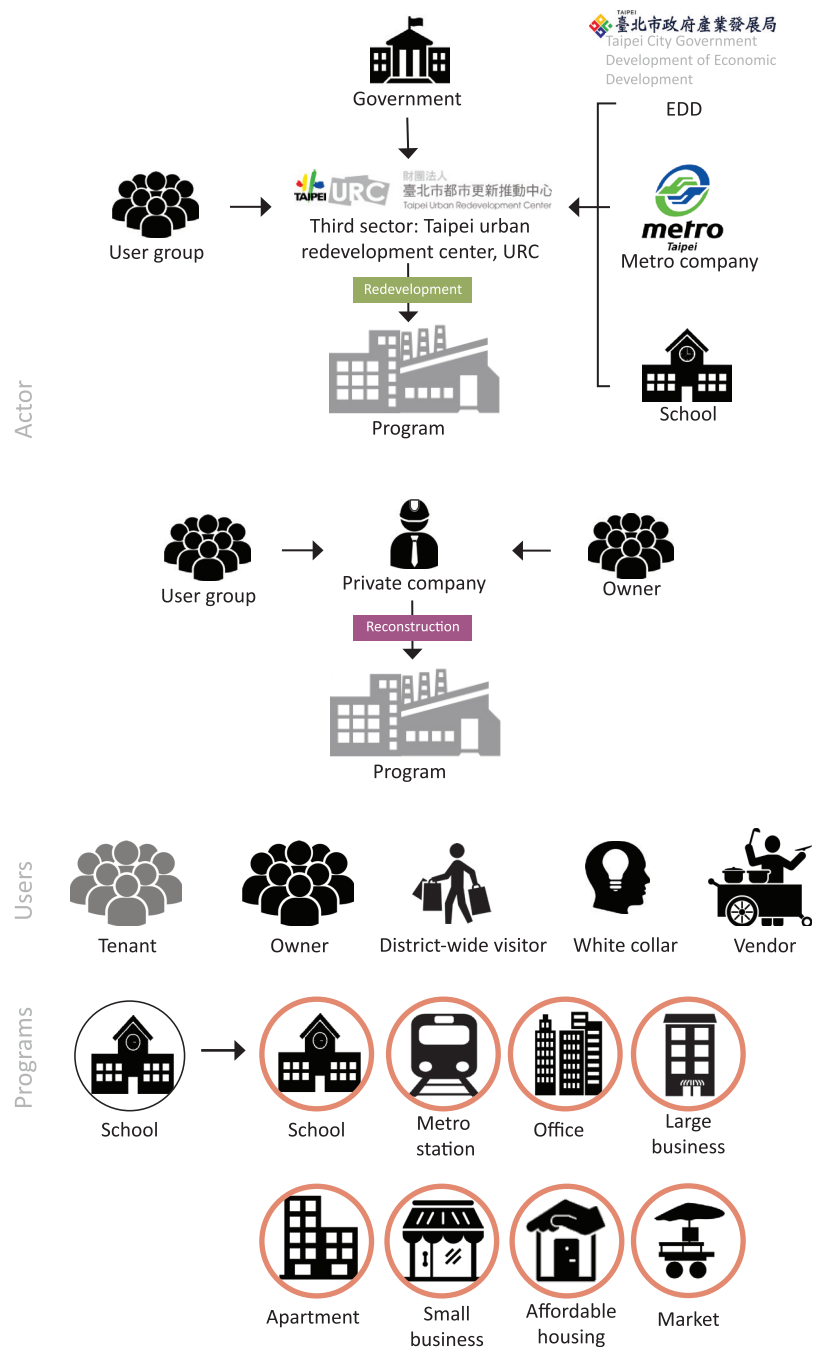 TAIPEI
臺北市政府產業發展局
Taipei City Government
Development of Economic
Development
Government
EDD
TAIPEI
URC
財團法人
臺北市都市更新推動中心
Taipei Urban Redevelopment Center
metro
Taipei
User group
Third sector: Taipei urban
redevelopment center, URC
Metro company
Redevelopment
Actor
Program
School
User group
Private company
Owner
Reconstruction
Program
Users
Tenant
Owner
District-wide visitor
White collar
Vendor
Programs
School
School
Metro
station
Office
Large
business
Apartment
Small
business
Affordable
housing
Market